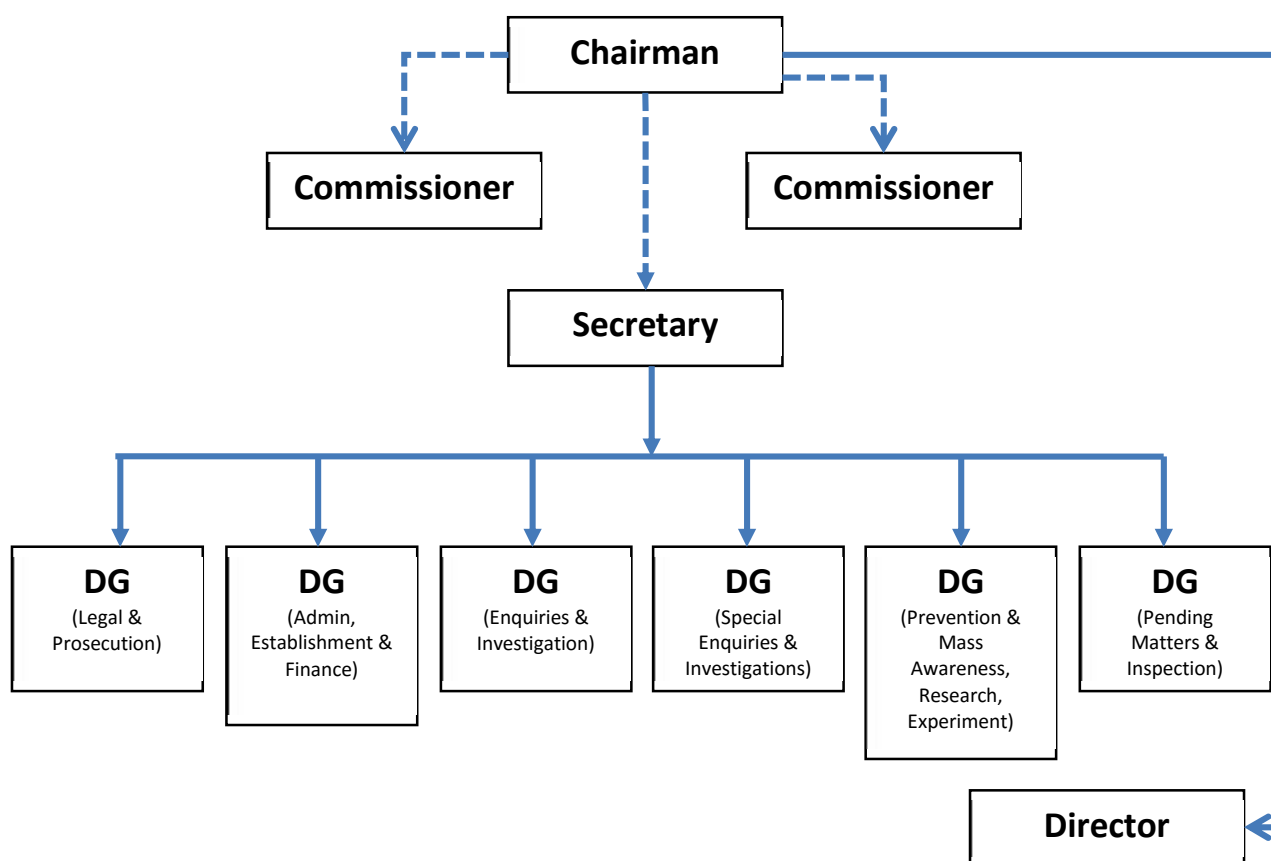 Chairman
Commissioner
Commissioner
Secretary
DG
(Legal &
Prosecution)
DG
(Admin,
Establishment &
Finance)
DG
(Enquiries &
Investigation)
DG
(Special
Enquiries &
Investigations)
DG
(Prevention &
Mass
Awareness,
Research,
Experiment)
DG
(Pending
Matters &
Inspection)
Director